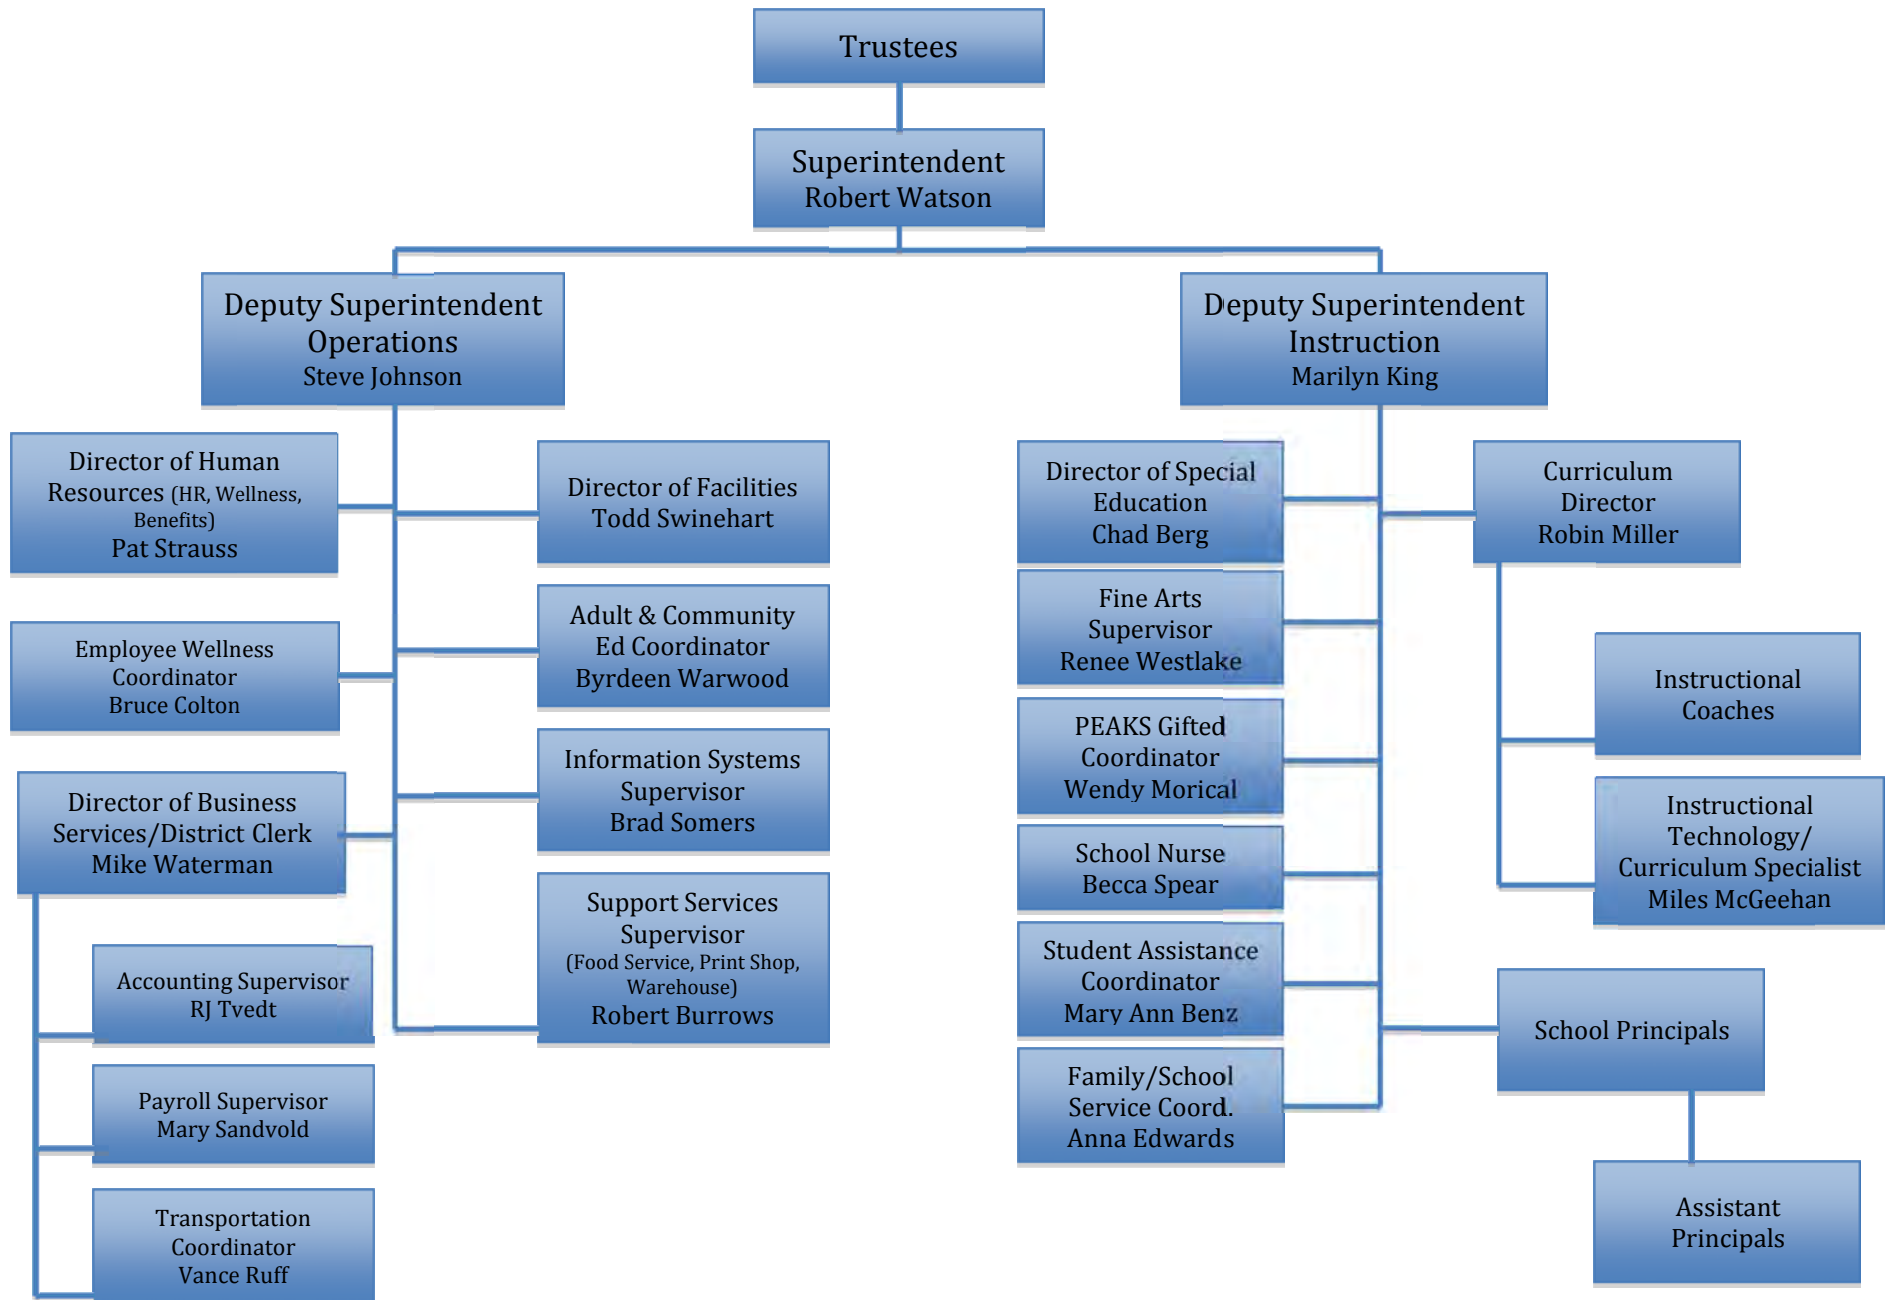 Trustees
Superintendent
Robert Watson
Deputy Superintendent
Operations
Steve Johnson
Deputy Superintendent
Instruction
Marilyn King
Director of Human
Resources (HR, Wellness,
Benefits)
Pat Strauss
Employee Wellness
Coordinator
Bruce Colton
Director of Business
Services/District Clerk
Mike Waterman
Accounting Supervisor
RJ Tvedt
Payroll Supervisor
Mary Sandvold
Transportation
Coordinator
Vance Ruff
Director of Facilities
Todd Swinehart
Adult & Community
Ed Coordinator
Byrdeen Warwood
Information Systems
Supervisor
Brad Somers
Support Services
Supervisor
(Food Service, Print Shop,
Warehouse)
Robert Burrows
Director of Special
Education
Chad Berg
Fine Arts
Supervisor
Renee Westlake
PEAKS Gifted
Coordinator
Wendy Morical
School Nurse
Becca Spear
Student Assistance
Coordinator
Mary Ann Benz
Family/School
Service Coord.
Anna Edwards
Curriculum
Director
Robin Miller
Instructional
Coaches
Instructional
Technology/
Curriculum Specialist
Miles McGeehan
School Principals
Assistant
Principals